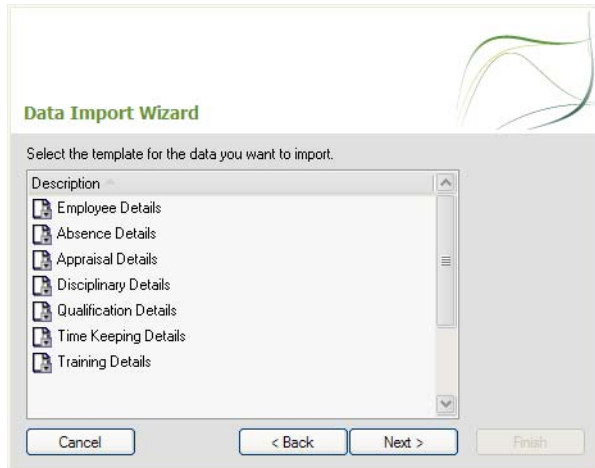 Data Import Wizard
Select the template for the data you want to import.
Description
Employee Details
Absence Details
Appraisal Details
Disciplinary Details
Qualification Details
Time Keeping Details
Training Details
Cancel < Back Next > Finish